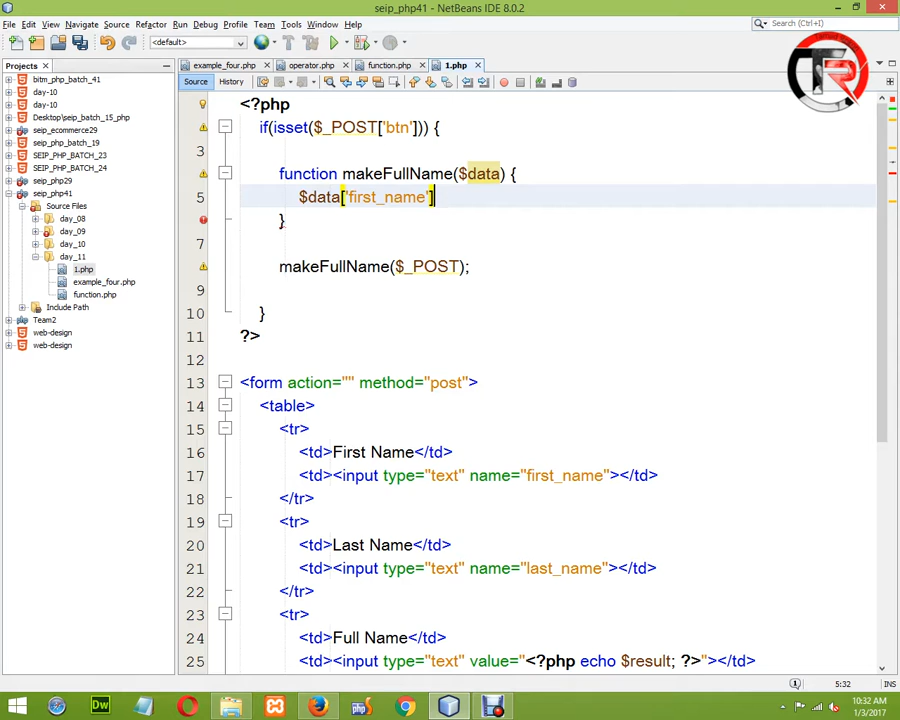 seip_php41 - NetBeans IDE 8.0.2
File Edit View Navigate Source Refactor Run Debug Profile Team Tools Window Help
Search (Ctrl+I)
<default>
Projects
bitm_php_batch_41
day-10
day-10
Desktop\seip_batch_15_php
seip_ecommerce29
seip_php_batch_19
SEIP_PHP_BATCH_23
SEIP_PHP_BATCH_24
seip_php29
seip_php41
Source Files
day_08
day_09
day_10
day_11
1.php
example_four.php
function.php
Include Path
Team2
web-design
web-design
example_four.php operator.php function.php 1.php
Source History
TR
<?php
if(isset($_POST['btn'])) {
3
function makeFullName($data) {
5 $data['first_name']
}
7
makeFullName($_POST);
9
10 }
11 ?>
12
13 <form action="" method="post">
14 <table>
15 <tr>
16 <td>First Name</td>
17 <td><input type="text" name="first_name"></td>
18 </tr>
19 <tr>
20 <td>Last Name</td>
21 <td><input type="text" name="last_name"></td>
22 </tr>
23 <tr>
24 <td>Full Name</td>
25 <td><input type="text" value="<?php echo $result; ?>"></td>
5:32 INS
10:32 AM
1/3/2017